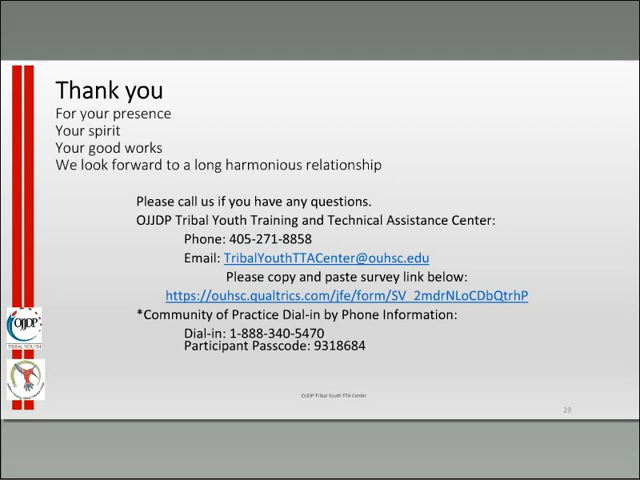 Thank you
For your presence
Your spirit
Your good works
We look forward to a long harmonious relationship
Please call us if you have any questions.
OJJDP Tribal Youth Training and Technical Assistance Center:
Phone: 405-271-8858
Email: TribalYouthTTACenter@ouhsc.edu
Please copy and paste survey link below:
https://ouhsc.qualtrics.com/jfe/form/SV_2mdrNLoCDbQtrhP
*Community of Practice Dial-in by Phone Information:
Dial-in: 1-888-340-5470
Participant Passcode: 9318684
OJJDP
TRIBAL YOUTH
OJJDP Tribal Youth TTA Center
29